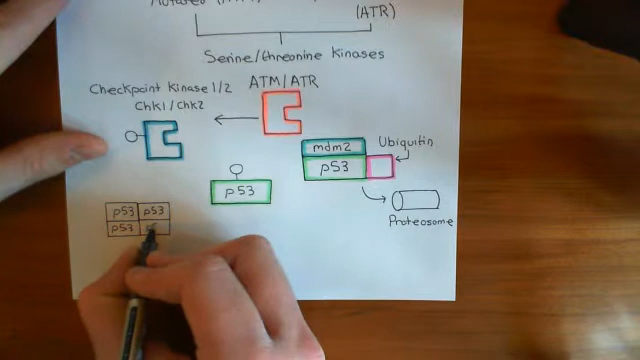 (ATR)
Serine/threonine Kinases
Checkpoint Kinase 1/2
Chk1/Chk2
ATM/ATR
mdm2
p53
Ubiquitin
p53
Proteosome
p53 p53
p53